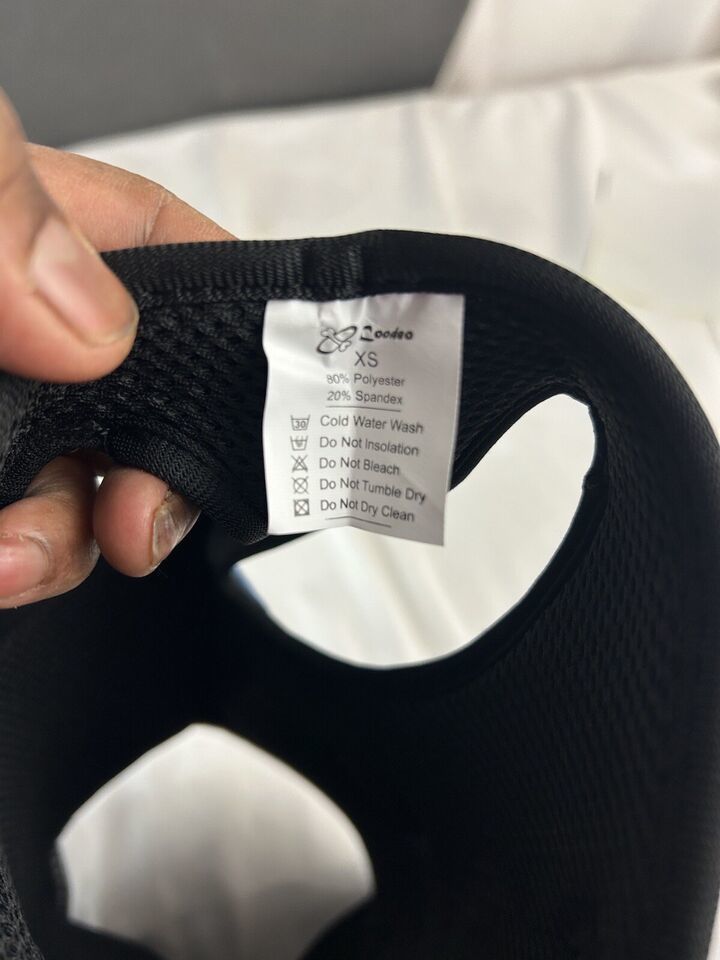 XS
80% Polyester
20% Spandex
30
Cold Water Wash
Do Not Insolation
Do Not Bleach
Do Not Tumble Dry
Do Not Dry Clean